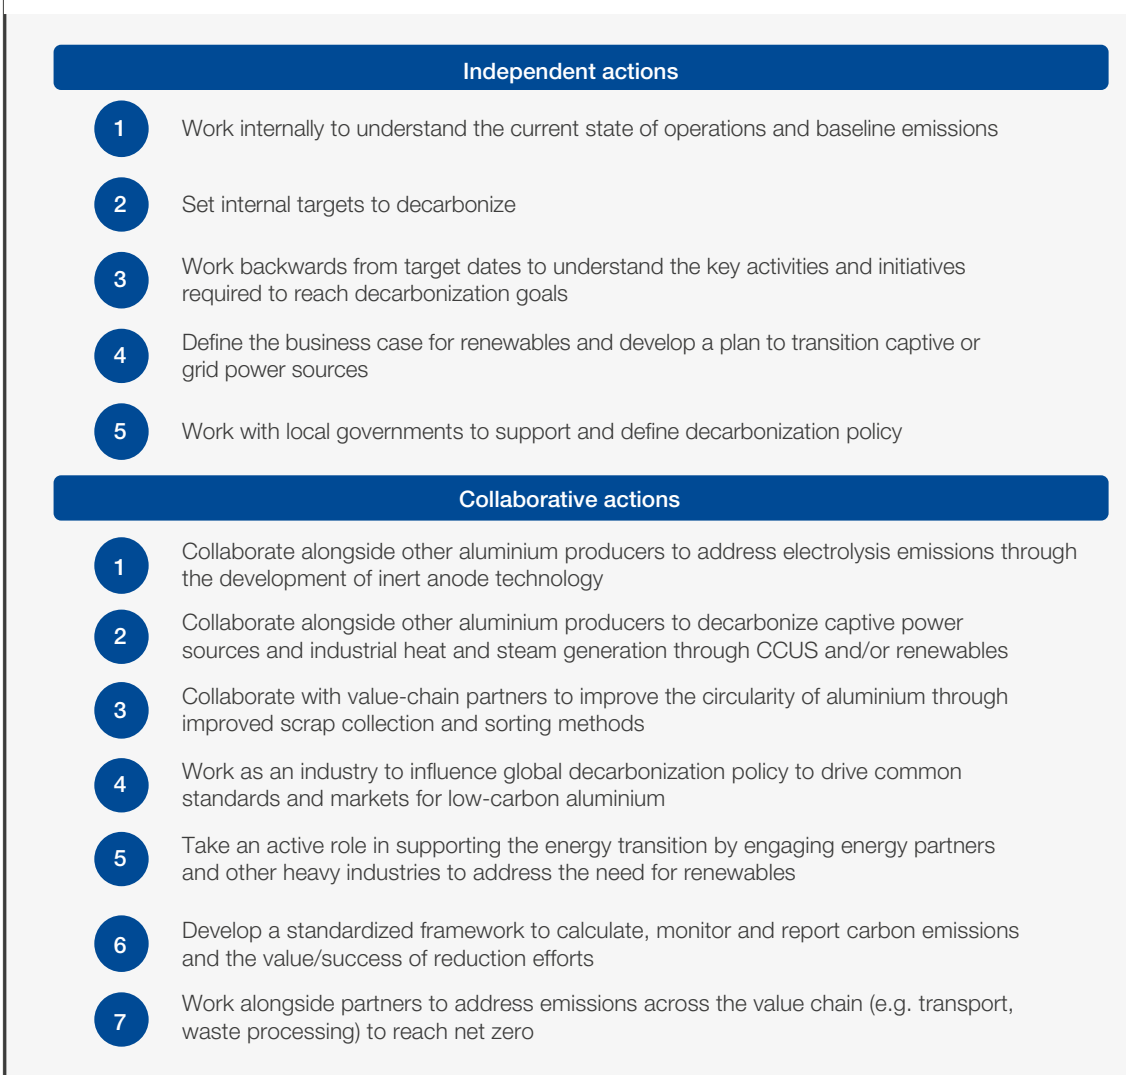 Independent actions
1
Work internally to understand the current state of operations and baseline emissions
2
Set internal targets to decarbonize
3
Work backwards from target dates to understand the key activities and initiatives
required to reach decarbonization goals
4
Define the business case for renewables and develop a plan to transition captive or
grid power sources
5
Work with local governments to support and define decarbonization policy
Collaborative actions
1
Collaborate alongside other aluminium producers to address electrolysis emissions through
the development of inert anode technology
2
Collaborate alongside other aluminium producers to decarbonize captive power
sources and industrial heat and steam generation through CCUS and/or renewables
3
Collaborate with value-chain partners to improve the circularity of aluminium through
improved scrap collection and sorting methods
4
Work as an industry to influence global decarbonization policy to drive common
standards and markets for low-carbon aluminium
5
Take an active role in supporting the energy transition by engaging energy partners
and other heavy industries to address the need for renewables
6
Develop a standardized framework to calculate, monitor and report carbon emissions
and the value/success of reduction efforts
7
Work alongside partners to address emissions across the value chain (e.g. transport,
waste processing) to reach net zero